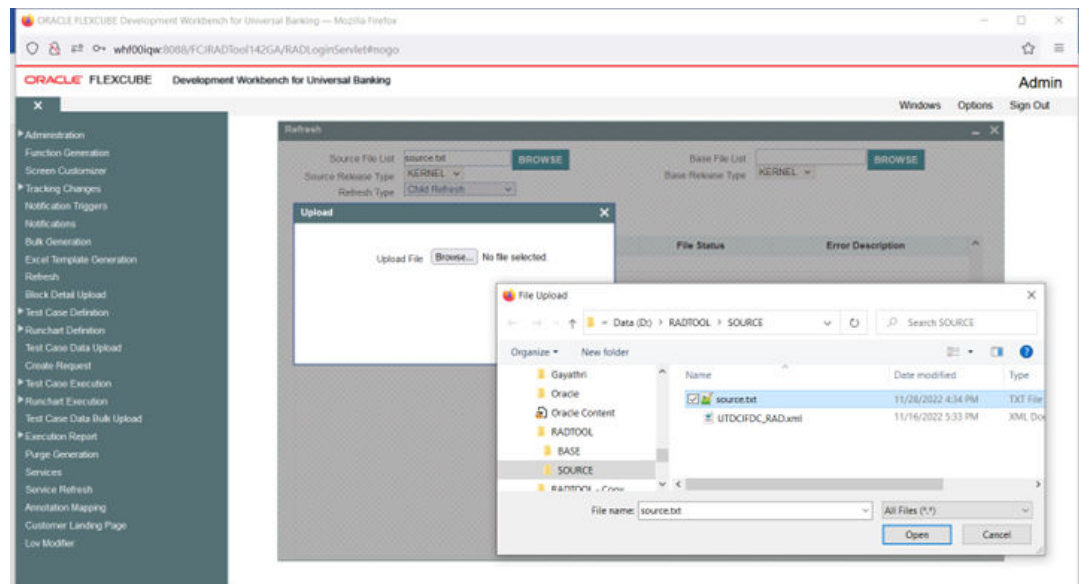 ORACLE FLEXCUBE Development Workbench for Universal Banking — Mozilla Firefox
whf00iqw:8088/FCJRADTool142GA/RADLoginServlet#nogo
ORACLE FLEXCUBE Development Workbench for Universal Banking
Admin
Windows Options Sign Out
Administration
Function Generation
Screen Customizer
Tracking Changes
Notification Triggers
Notifications
Bulk Generation
Excel Template Generation
Refresh
Block Detail Upload
Test Case Definition
Runchart Definition
Test Case Data Upload
Create Request
Test Case Execution
Runchart Execution
Test Case Data Bulk Upload
Execution Report
Purge Generation
Services
Service Refresh
Annotation Mapping
Customer Landing Page
Lov Modifier
Refresh
Source File List source.txt BROWSE Base File List BROWSE
Source Release Type KERNEL Base Release Type KERNEL
Refresh Type Child Refresh
File Status Error Description
Upload
Upload File Browse... No file selected.
File Upload
« Data (D:) > RADTOOL > SOURCE Search SOURCE
Organize New folder
Gayathri
Oracle
Oracle Content
RADTOOL
BASE
SOURCE
RADTOOL - Copy
Name Date modified Type
source.txt 11/28/2022 4:34 PM TXT File
UTDCIFDC_RAD.xml 11/16/2022 5:33 PM XML Do
File name: source.txt All Files (*.*)
Open Cancel